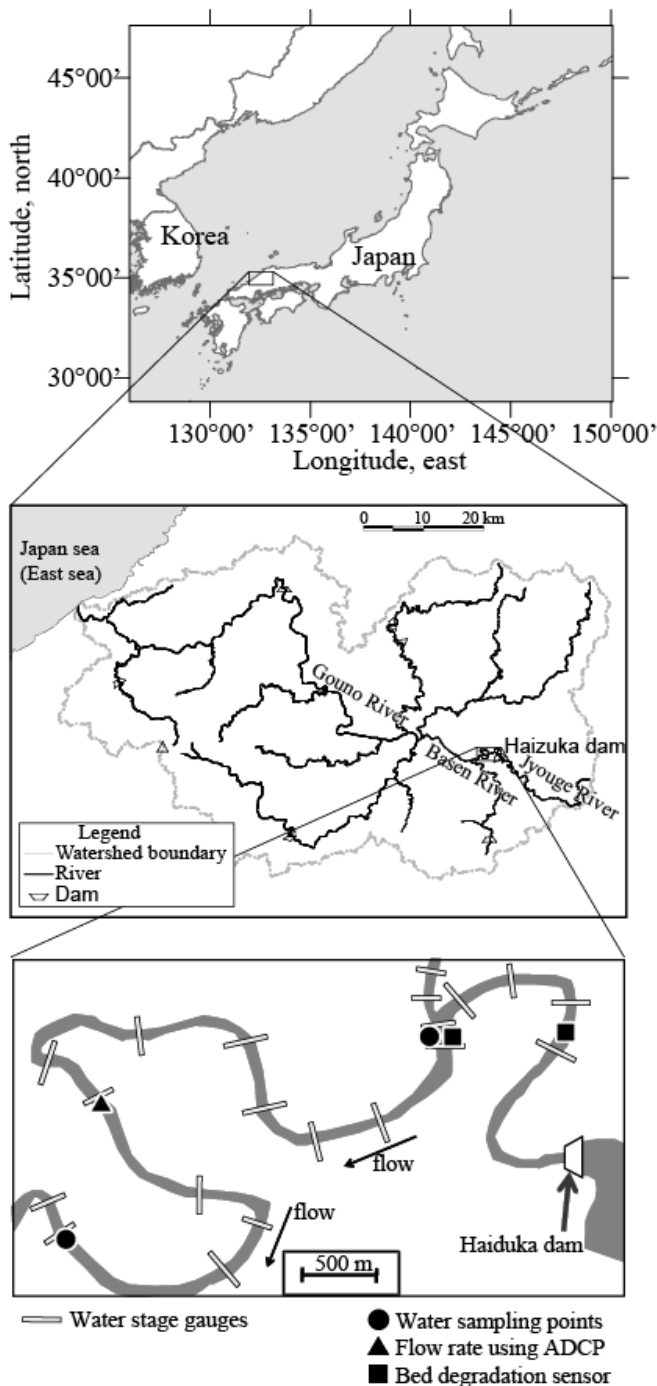 45°00’
40°00’
35°00’
30°00’
Latitude, north
Korea
Japan
130°00’ 135°00’ 140°00’ 145°00’ 150°00’
Longitude, east
0 10 20 km
Japan sea
(East sea)
Gouno River
Haizuka dam
Basen River
Jyouge River
Legend
Watershed boundary
River
Dam
flow
flow
Haiduka dam
500 m
Water stage gauges
Water sampling points
Flow rate using ADCP
Bed degradation sensor